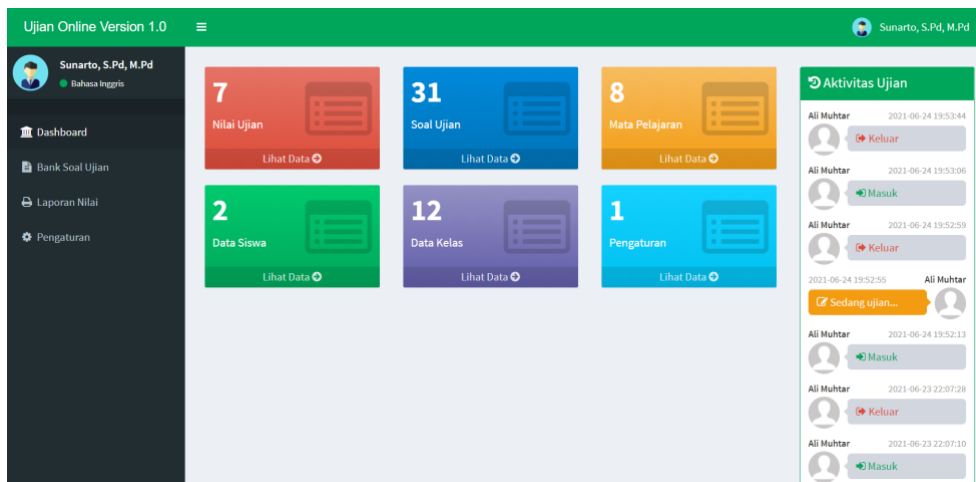 Ujian Online Version 1.0
Sunarto, S.Pd, M.Pd
Sunarto, S.Pd, M.Pd
Bahasa Inggris
Dashboard
Bank Soal Ujian
Laporan Nilai
Pengaturan
7
Nilai Ujian
Lihat Data
31
Soal Ujian
Lihat Data
8
Mata Pelajaran
Lihat Data
2
Data Siswa
Lihat Data
12
Data Kelas
Lihat Data
1
Pengaturan
Lihat Data
Aktivitas Ujian
Ali Muhtar 2021-06-24 19:53:44
Keluar
Ali Muhtar 2021-06-24 19:53:06
Masuk
Ali Muhtar 2021-06-24 19:52:59
Keluar
2021-06-24 19:52:55 Ali Muhtar
Sedang ujian...
Ali Muhtar 2021-06-24 19:52:13
Masuk
Ali Muhtar 2021-06-23 22:07:28
Keluar
Ali Muhtar 2021-06-23 22:07:10
Masuk